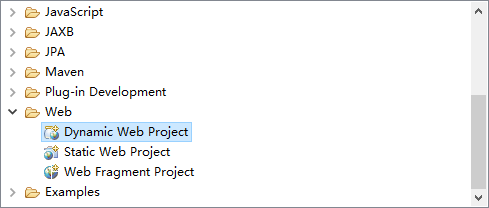 JavaScript
JAXB
JPA
Maven
Plug-in Development
Web
Dynamic Web Project
Static Web Project
Web Fragment Project
Examples